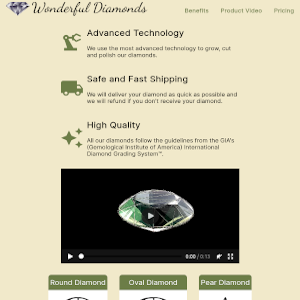 Wonderful Diamonds
Benefits Product Video Pricing
Advanced Technology
We use the most advanced technology to grow, cut
and polish our diamonds.
Safe and Fast Shipping
We will deliver your diamond as quick as possible and
we will refund if you don't receive your diamond.
High Quality
All our diamonds follow the guidelines from the GIA's
(Gemological Institute of America) International
Diamond Grading System™.
0:00 / 0:13
Round Diamond Oval Diamond Pear Diamond